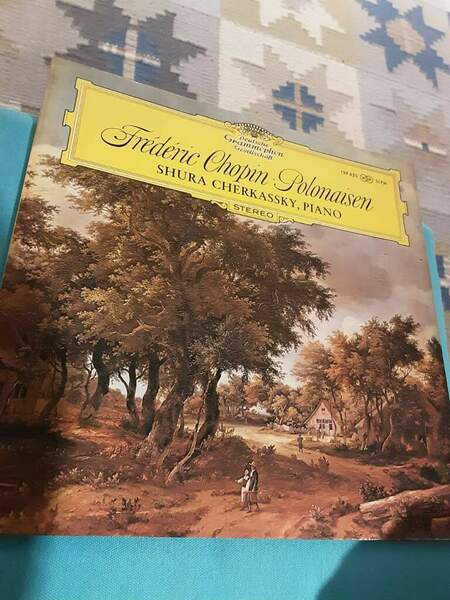 Deutsche
Grammophon
Gesellschaft
Frédéric Chopin · Polonaisen
SHURA CHERKASSKY, PIANO
STEREO